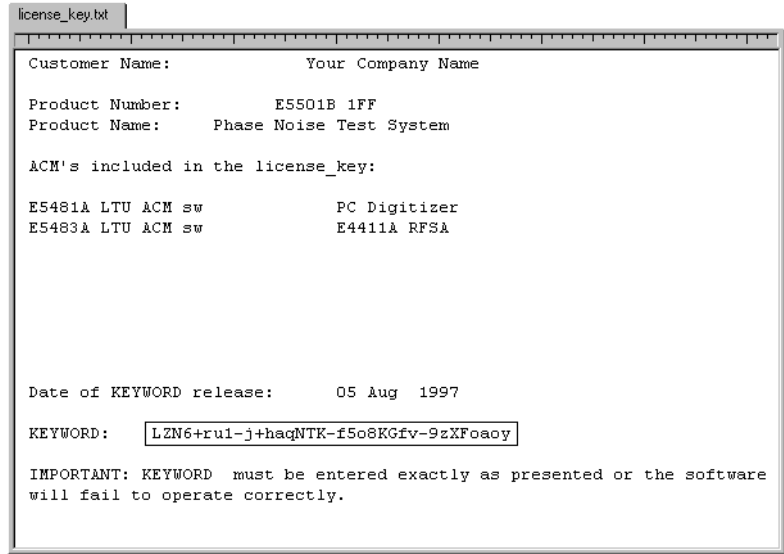 license_key.txt
Customer Name: Your Company Name
Product Number: E5501B 1FF
Product Name: Phase Noise Test System
ACM's included in the license_key:
E5481A LTU ACM sw PC Digitizer
E5483A LTU ACM sw E4411A RFSA
Date of KEYWORD release: 05 Aug 1997
KEYWORD: LZN6+ru1-j+haqNTK-f5o8KGfv-9zXFoaoy
IMPORTANT: KEYWORD must be entered exactly as presented or the software
will fail to operate correctly.